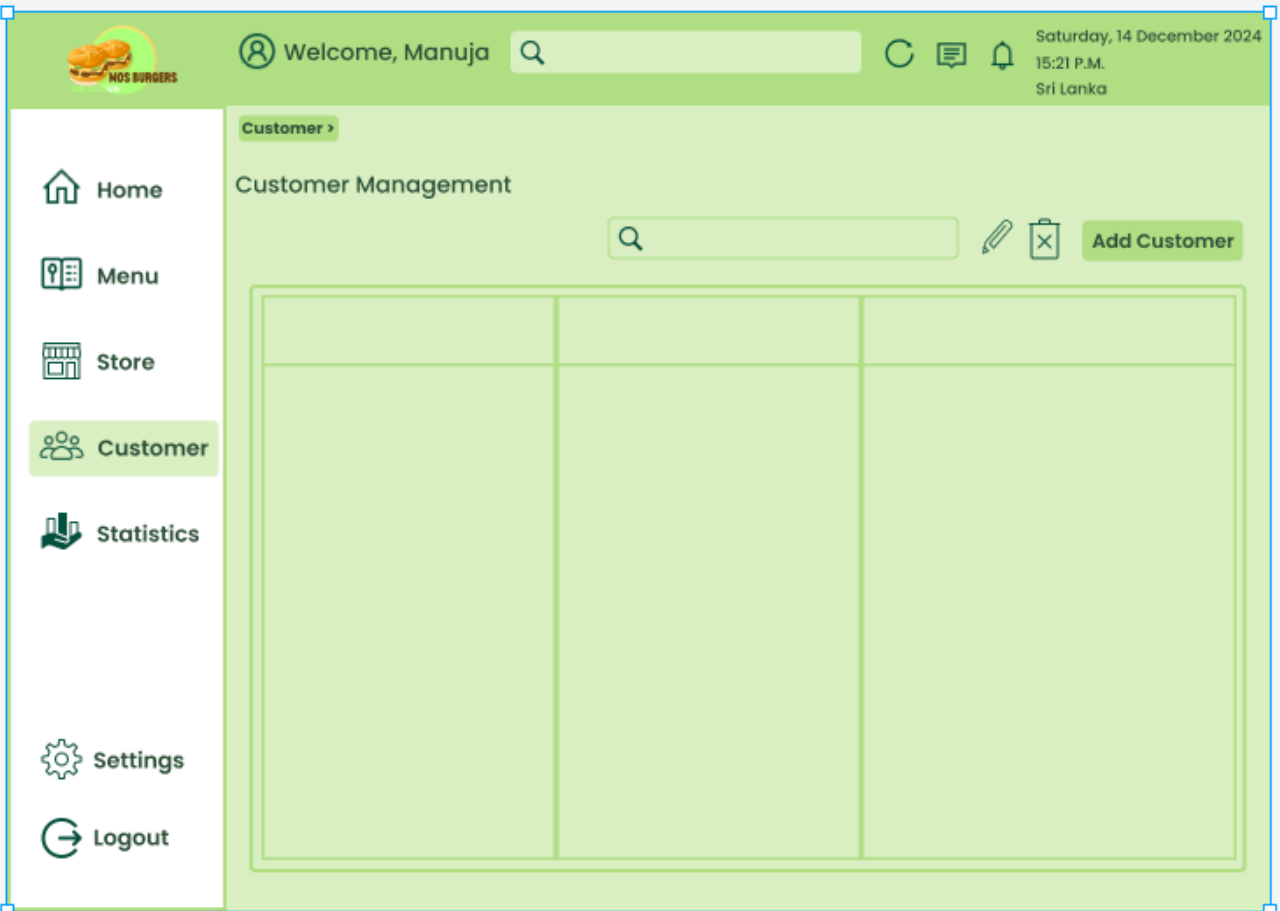 MOS BURGERS
Welcome, Manuja
Saturday, 14 December 2024
15:21 P.M.
Sri Lanka
Customer >
Customer Management
Add Customer
Home
Menu
Store
Customer
Statistics
Settings
Logout